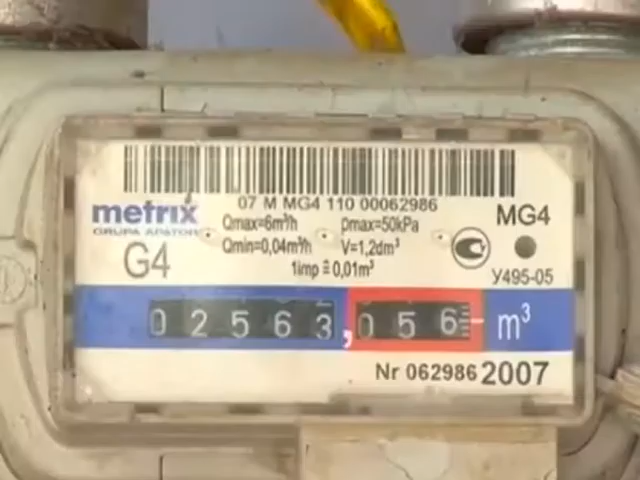 07 M MG4 110 00062986
metrix
GRUPA APATOR
G4
Qmax=6m³/h pmax=50kPa
Qmin=0,04m³/h V=1,2dm³
1imp ≙ 0,01m³
MG4
У495-05
02563,056 m³
Nr 062986 2007